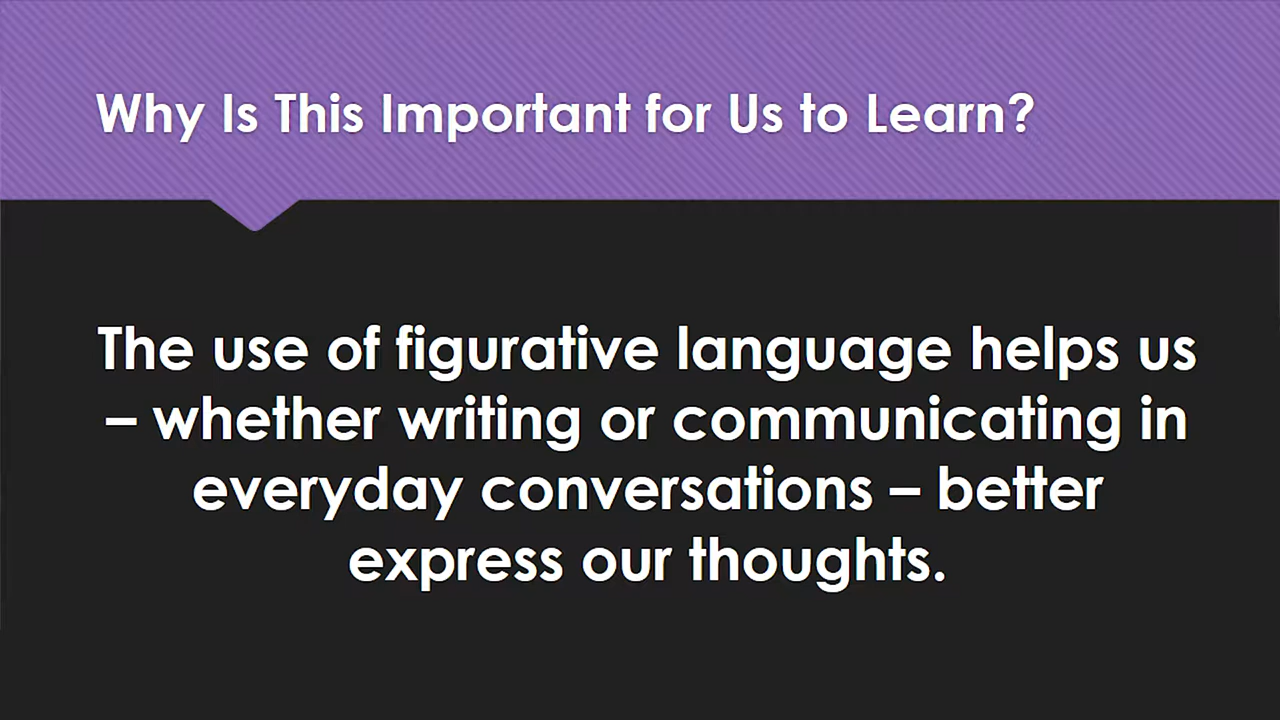 Why Is This Important for Us to Learn?
The use of figurative language helps us
– whether writing or communicating in
everyday conversations – better
express our thoughts.